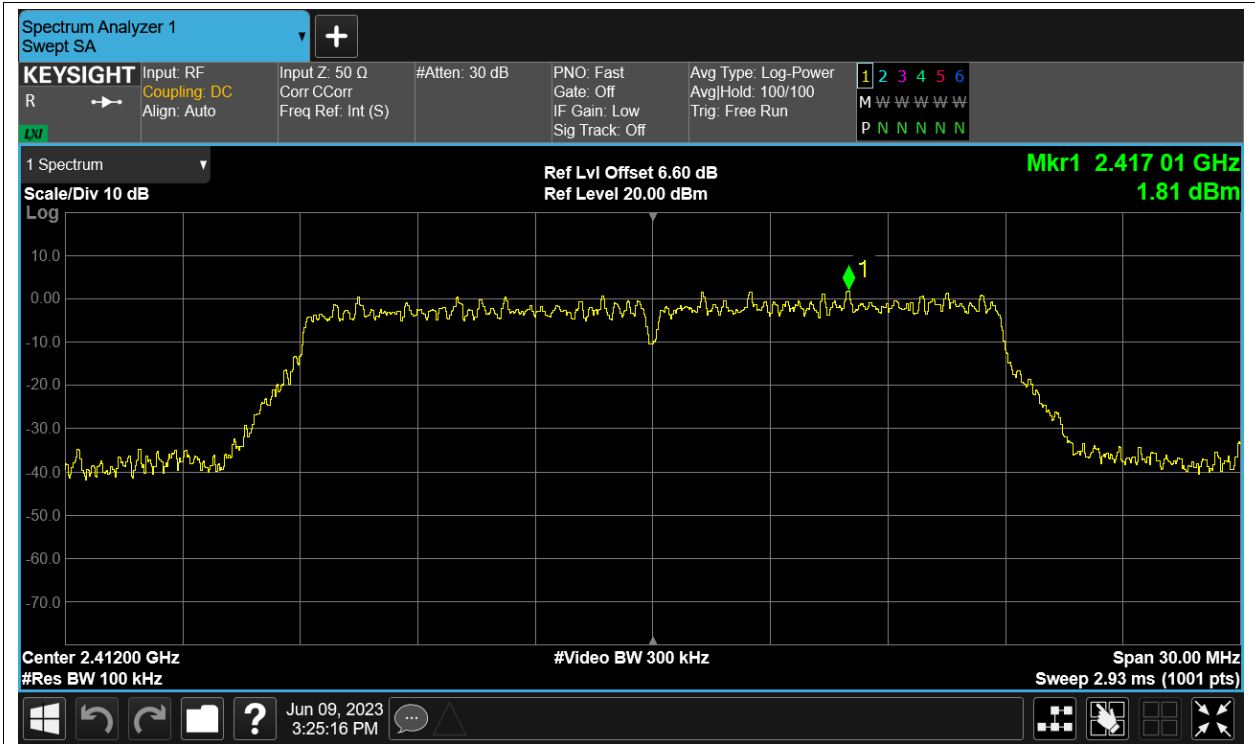 Spectrum Analyzer 1
Swept SA
+
KEYSIGHT
R
LXI
Input: RF
Coupling: DC
Align: Auto
Input Z: 50 Ω
Corr CCorr
Freq Ref: Int (S)
#Atten: 30 dB
PNO: Fast
Gate: Off
IF Gain: Low
Sig Track: Off
Avg Type: Log-Power
Avg|Hold: 100/100
Trig: Free Run
1 2 3 4 5 6
M W W W W W
P N N N N N
1 Spectrum
Scale/Div 10 dB
Log
Ref Lvl Offset 6.60 dB
Ref Level 20.00 dBm
Mkr1 2.417 01 GHz
1.81 dBm
10.0
0.00
-10.0
-20.0
-30.0
-40.0
-50.0
-60.0
-70.0
1
Center 2.41200 GHz
#Res BW 100 kHz
#Video BW 300 kHz
Span 30.00 MHz
Sweep 2.93 ms (1001 pts)
?
Jun 09, 2023
3:25:16 PM